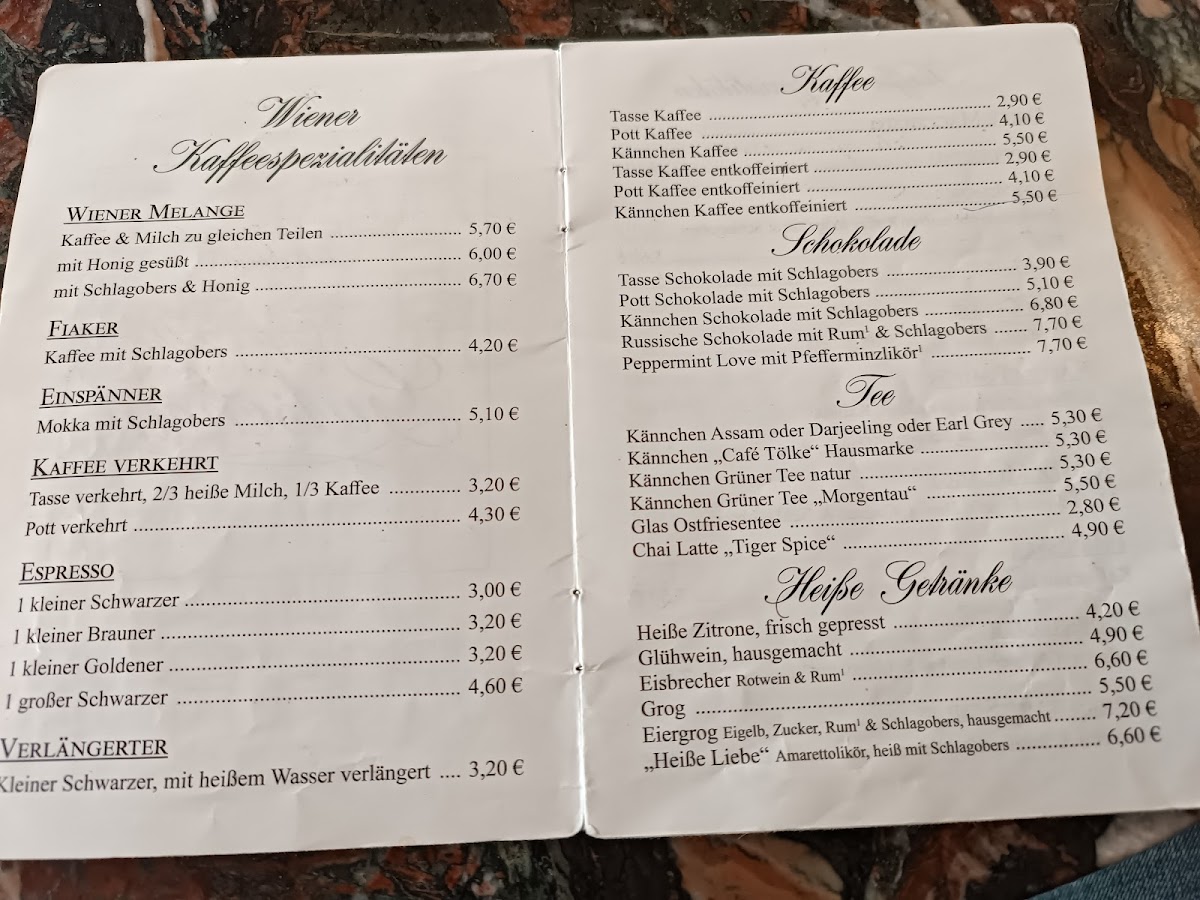 Wiener
Kaffeespezialitäten
WIENER MELANGE
Kaffee & Milch zu gleichen Teilen ........................ 5,70 €
mit Honig gesüßt ........................ 6,00 €
mit Schlagobers & Honig ........................ 6,70 €
FIAKER
Kaffee mit Schlagobers ........................ 4,20 €
EINSPÄNNER
Mokka mit Schlagobers ........................ 5,10 €
KAFFEE VERKEHRT
Tasse verkehrt, 2/3 heiße Milch, 1/3 Kaffee ............. 3,20 €
Pott verkehrt ........................ 4,30 €
ESPRESSO
1 kleiner Schwarzer ........................ 3,00 €
1 kleiner Brauner ........................ 3,20 €
1 kleiner Goldener ........................ 3,20 €
1 großer Schwarzer ........................ 4,60 €
VERLÄNGERTER
Kleiner Schwarzer, mit heißem Wasser verlängert .... 3,20 €
Kaffee
Tasse Kaffee ........................ 2,90 €
Pott Kaffee ........................ 4,10 €
Kännchen Kaffee ........................ 5,50 €
Tasse Kaffee entkoffeiniert ........................ 2,90 €
Pott Kaffee entkoffeiniert ........................ 4,10 €
Kännchen Kaffee entkoffeiniert ........................ 5,50 €
Schokolade
Tasse Schokolade mit Schlagobers ........................ 3,90 €
Pott Schokolade mit Schlagobers ........................ 5,10 €
Kännchen Schokolade mit Schlagobers ........................ 6,80 €
Russische Schokolade mit Rum¹ & Schlagobers ....... 7,70 €
Peppermint Love mit Pfefferminzlikör¹ .................... 7,70 €
Tee
Kännchen Assam oder Darjeeling oder Earl Grey ..... 5,30 €
Kännchen „Café Tölke“ Hausmarke ........................ 5,30 €
Kännchen Grüner Tee natur ........................ 5,30 €
Kännchen Grüner Tee „Morgentau“ ........................ 5,50 €
Glas Ostfriesentee ........................ 2,80 €
Chai Latte „Tiger Spice“ ........................ 4,90 €
Heiße Getränke
Heiße Zitrone, frisch gepresst ........................ 4,20 €
Glühwein, hausgemacht ........................ 4,90 €
Eisbrecher Rotwein & Rum¹ ........................ 6,60 €
Grog ........................ 5,50 €
Eiergrog Eigelb, Zucker, Rum¹ & Schlagobers, hausgemacht ........ 7,20 €
„Heiße Liebe“ Amarettolikör, heiß mit Schlagobers ................ 6,60 €